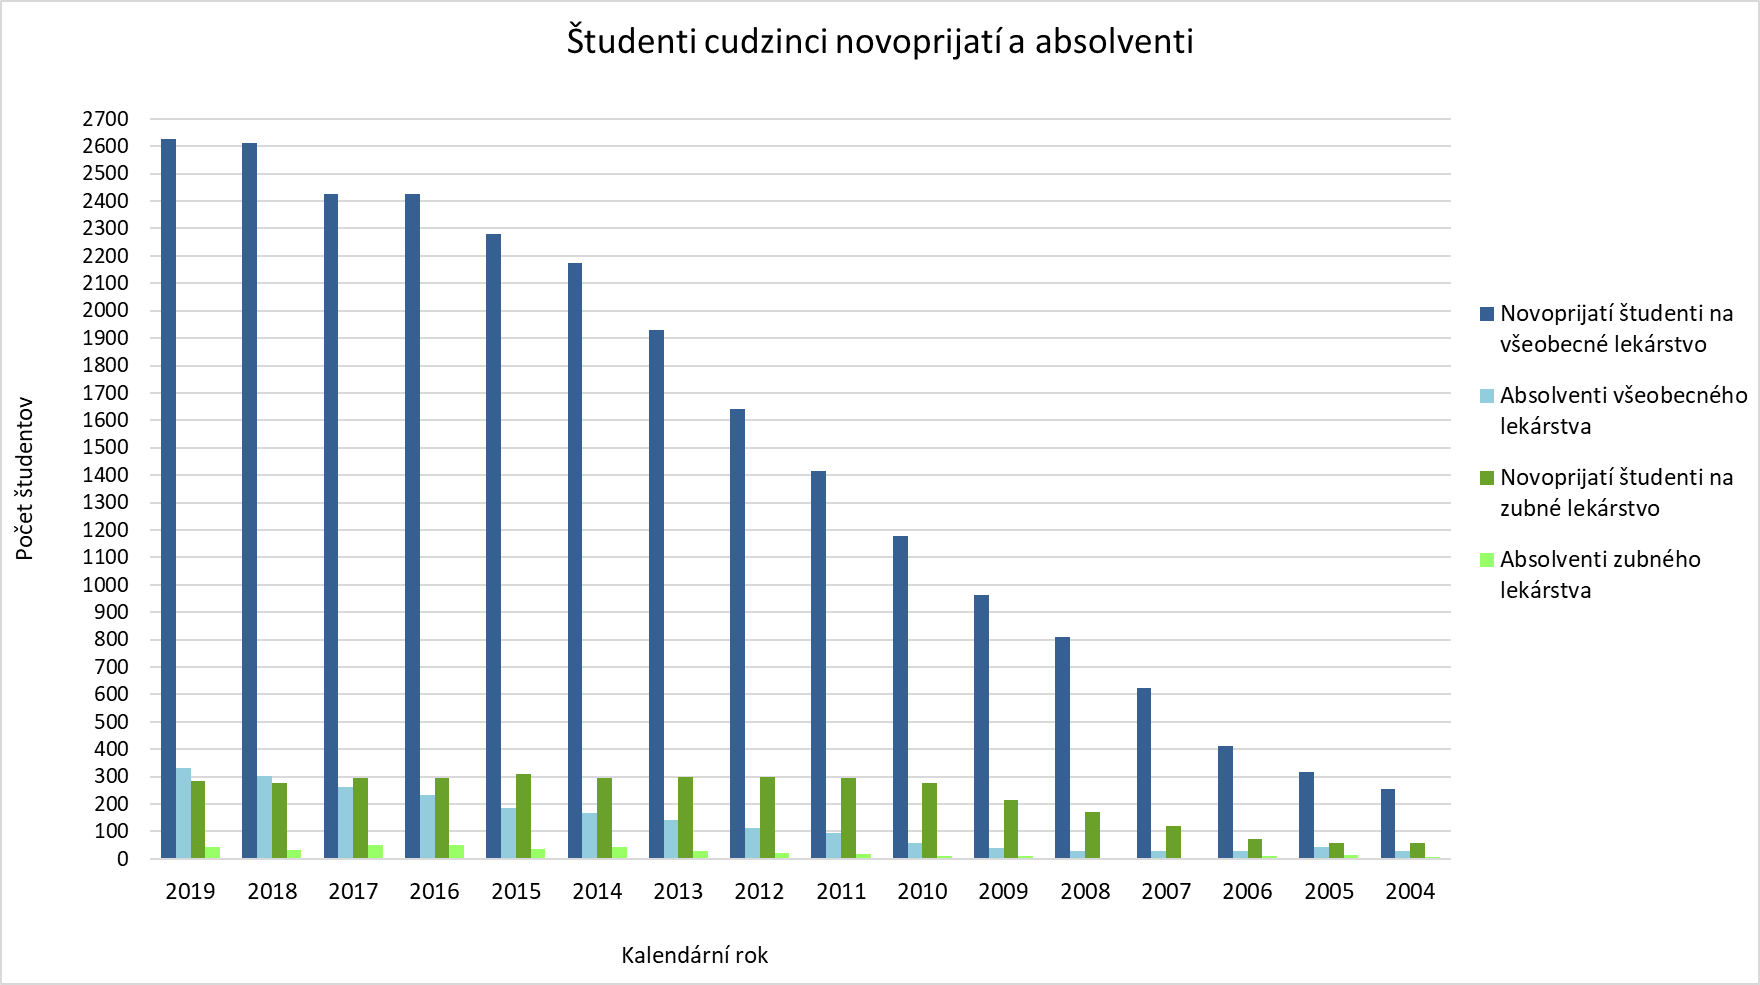 Študenti cudzinci novoprijatí a absolventi
2700
2600
2500
2400
2300
2200
2100
2000
1900
1800
1700
1600
1500
1400
1300
1200
1100
1000
900
800
700
600
500
400
300
200
100
0
Počet študentov
2019 2018 2017 2016 2015 2014 2013 2012 2011 2010 2009 2008 2007 2006 2005 2004
Kalendární rok
Novoprijatí študenti na
všeobecné lekárstvo
Absolventi všeobecného
lekárstva
Novoprijatí študenti na
zubné lekárstvo
Absolventi zubného
lekárstva